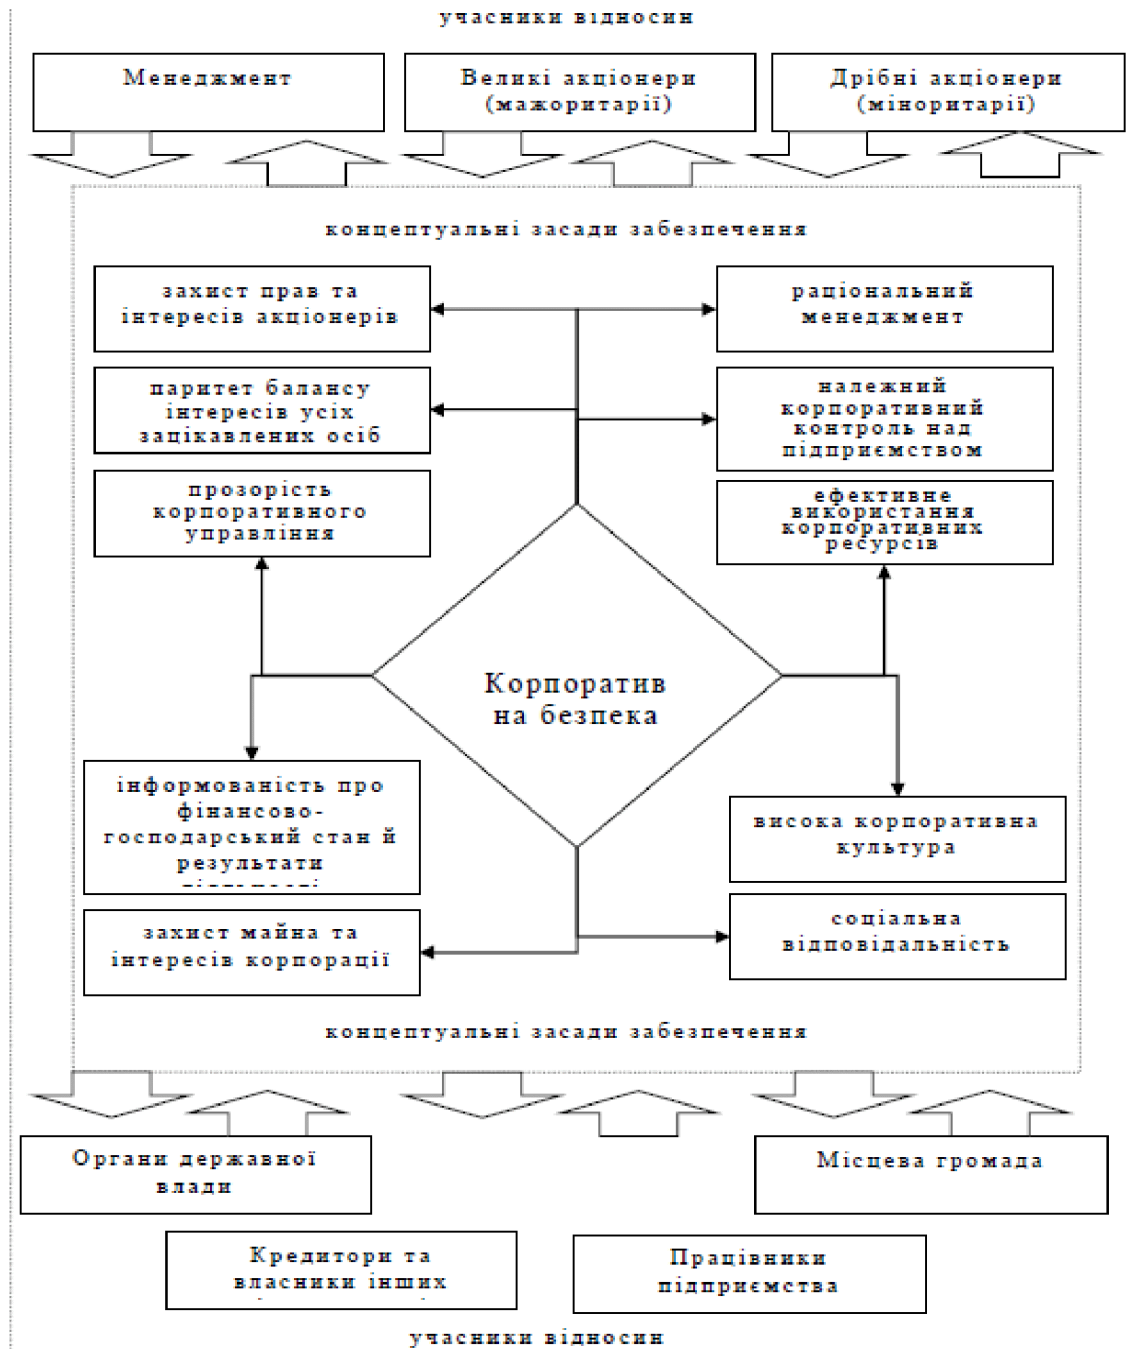 учасники відносин
Менеджмент
Великі акціонери
(мажоритарії)
Дрібні акціонери
(міноритарії)
концептуальні засади забезпечення
захист прав та
інтересів акціонерів
раціональний
менеджмент
паритет балансу
інтересів усіх
зацікавлених осіб
належний
корпоративний
контроль над
підприємством
прозорість
корпоративного
управління
ефективне
використання
корпоративних
ресурсів
Корпоратив
на безпека
інформованість про
фінансово-
господарський стан й
результати
висока корпоративна
культура
захист майна та
інтересів корпорації
соціальна
відповідальність
концептуальні засади забезпечення
Органи державної
влади
Місцева громада
Кредитори та
власники інших
Працівники
підприємства
учасники відносин